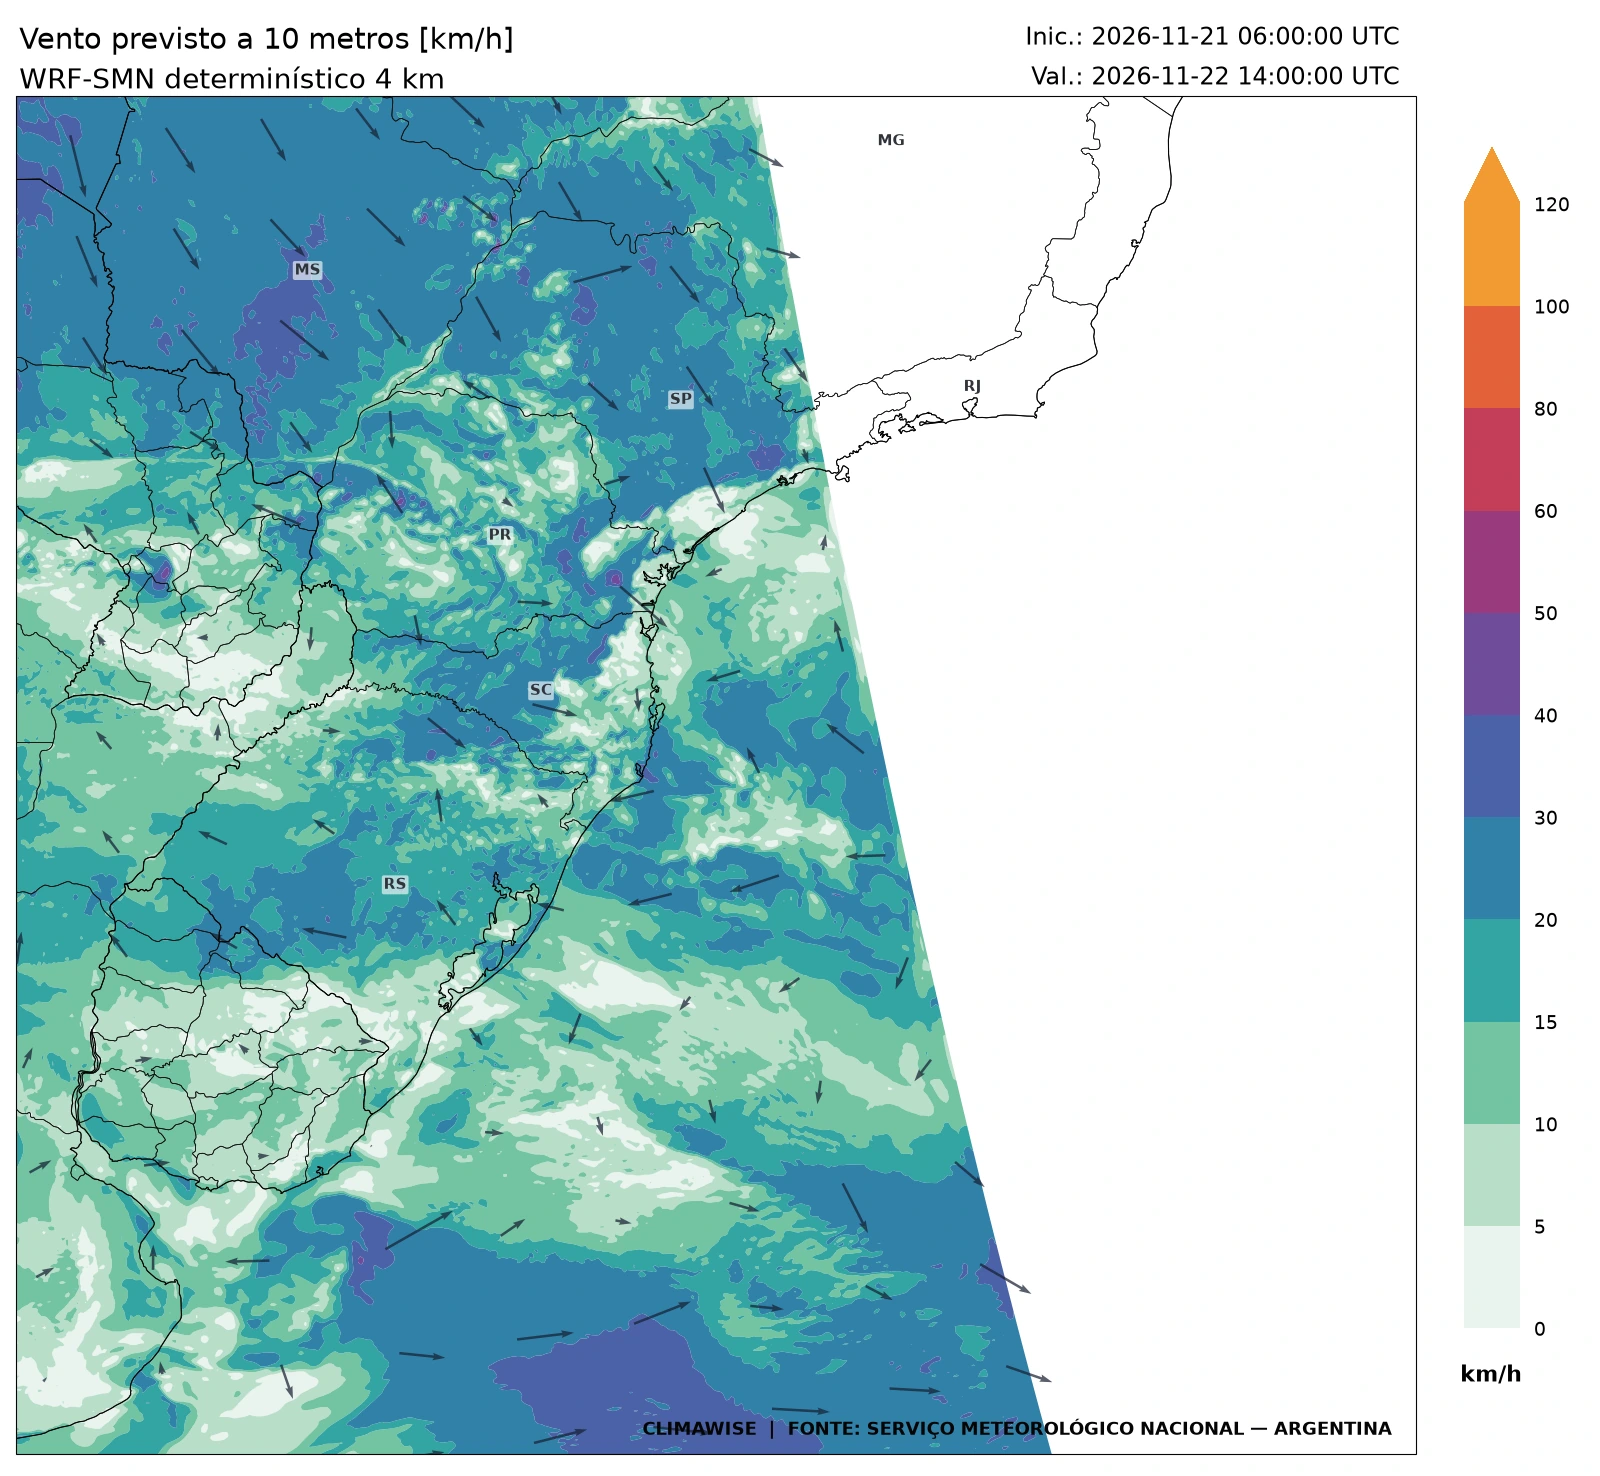 Vento previsto a 10 metros [km/h]
WRF-SMN determinístico 4 km
Inic.: 2026-11-21 06:00:00 UTC
Val.: 2026-11-22 14:00:00 UTC
MG
MS
RJ
SP
PR
SC
RS
120
100
80
60
50
40
30
20
15
10
5
0
km/h
CLIMAWISE | FONTE: SERVIÇO METEOROLÓGICO NACIONAL — ARGENTINA